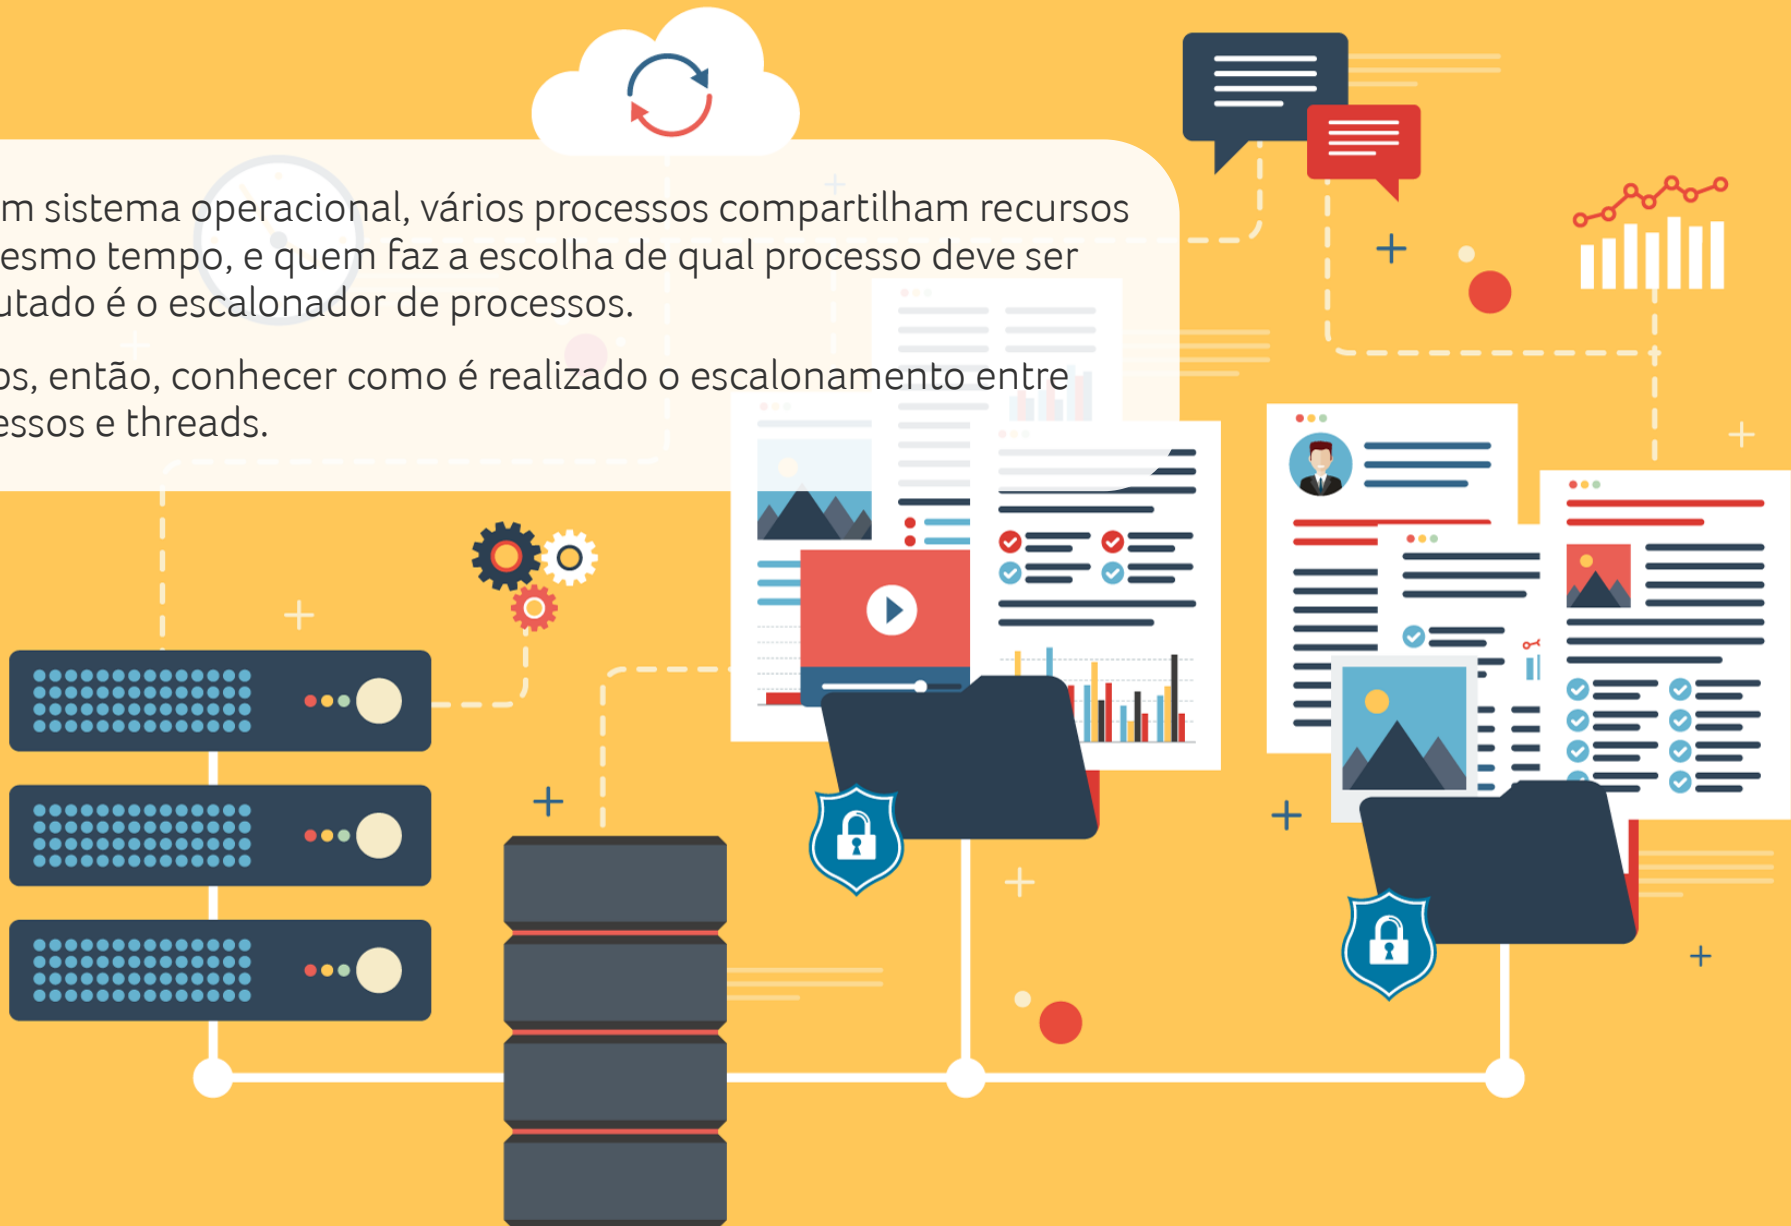 m sistema operacional, vários processos compartilham recursos
esmo tempo, e quem faz a escolha de qual processo deve ser
utado é o escalonador de processos.
os, então, conhecer como é realizado o escalonamento entre
essos e threads.